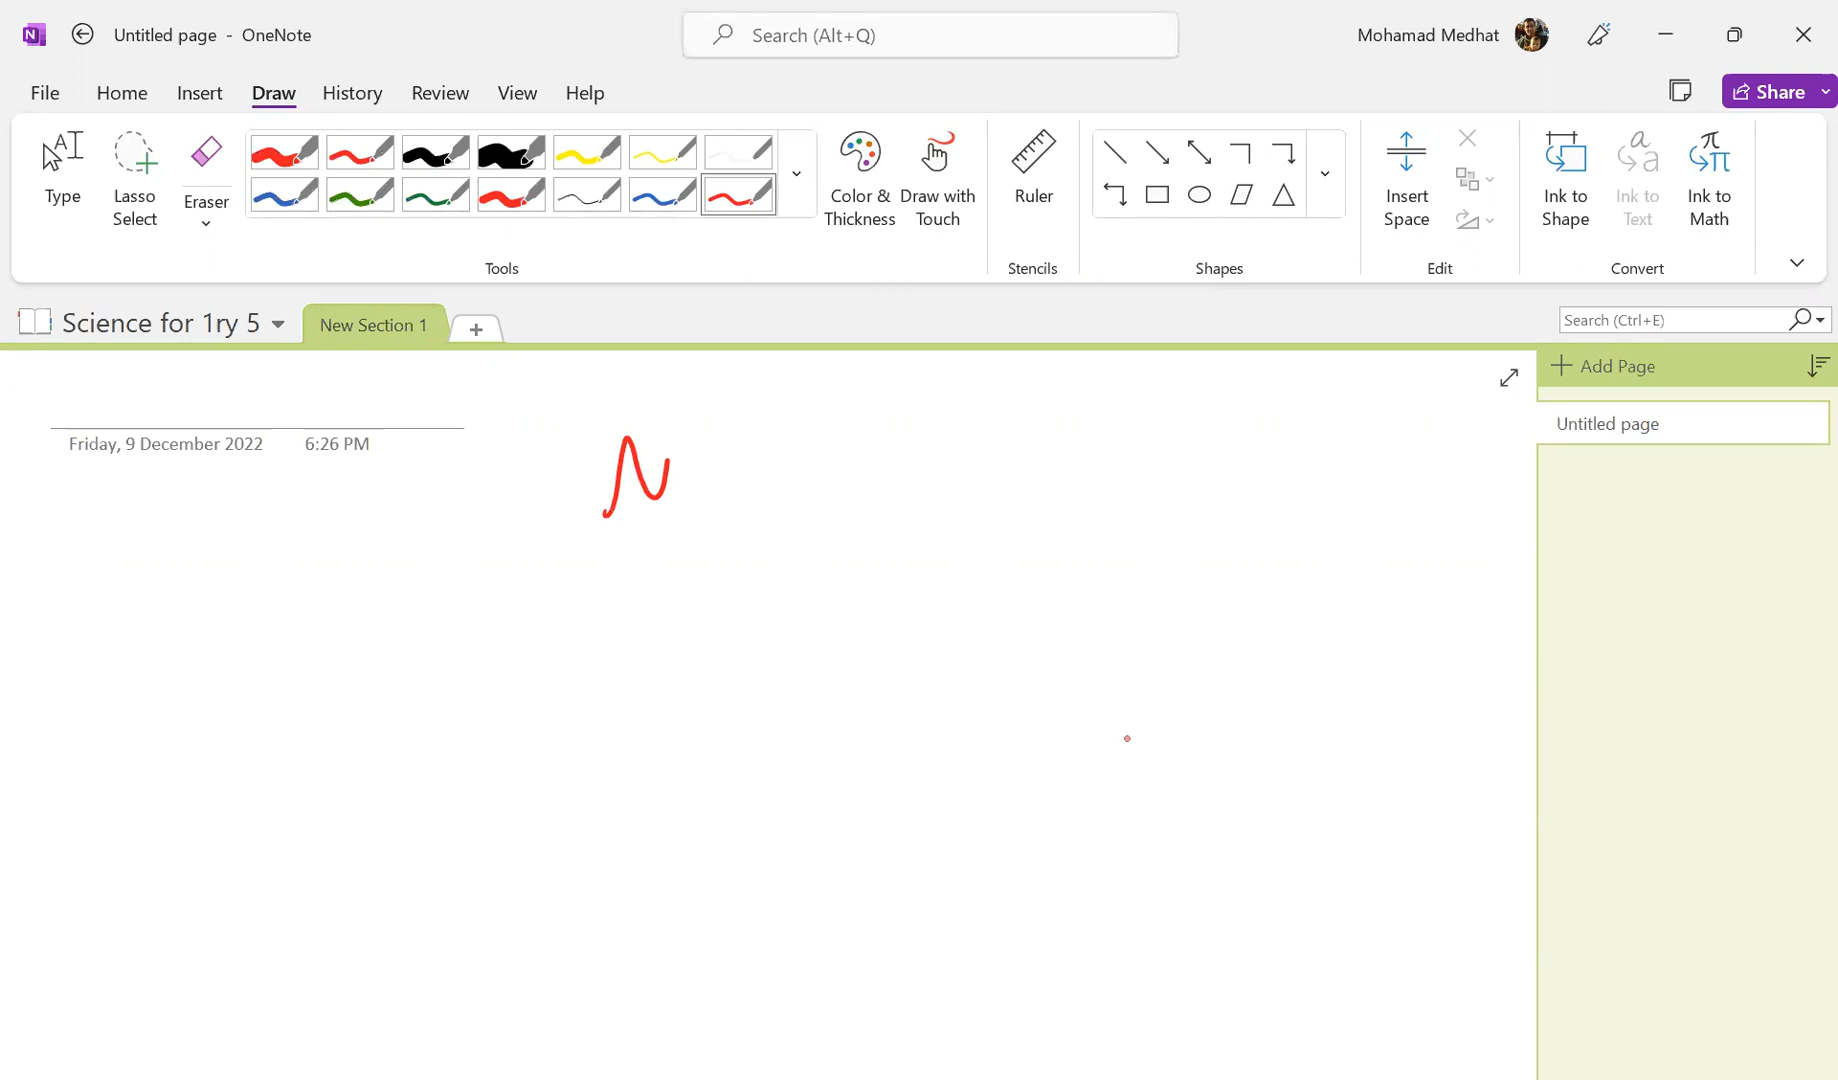 Untitled page - OneNote
Search (Alt+Q)
Mohamad Medhat
File Home Insert Draw History Review View Help
Share
Type
Lasso Select
Eraser
Color & Thickness
Draw with Touch
Ruler
Insert Space
Ink to Shape
Ink to Text
Ink to Math
Tools
Stencils
Shapes
Edit
Convert
Science for 1ry 5
New Section 1
Search (Ctrl+E)
Add Page
Untitled page
Friday, 9 December 2022 6:26 PM
N